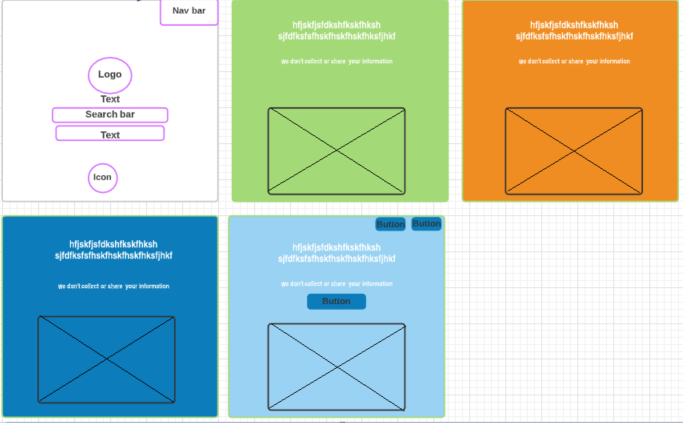 Nav bar
Logo
Text
Search bar
Text
Icon
hfjskfjsfdkshfkskfhksh
sjfdfksfsfhskfhskfhskfhksfjhkf
we don't collect or share your information
hfjskfjsfdkshfkskfhksh
sjfdfksfsfhskfhskfhskfhksfjhkf
we don't collect or share your information
hfjskfjsfdkshfkskfhksh
sjfdfksfsfhskfhskfhskfhksfjhkf
we don't collect or share your information
Button Button
hfjskfjsfdkshfkskfhksh
sjfdfksfsfhskfhskfhskfhksfjhkf
we don't collect or share your information
Button